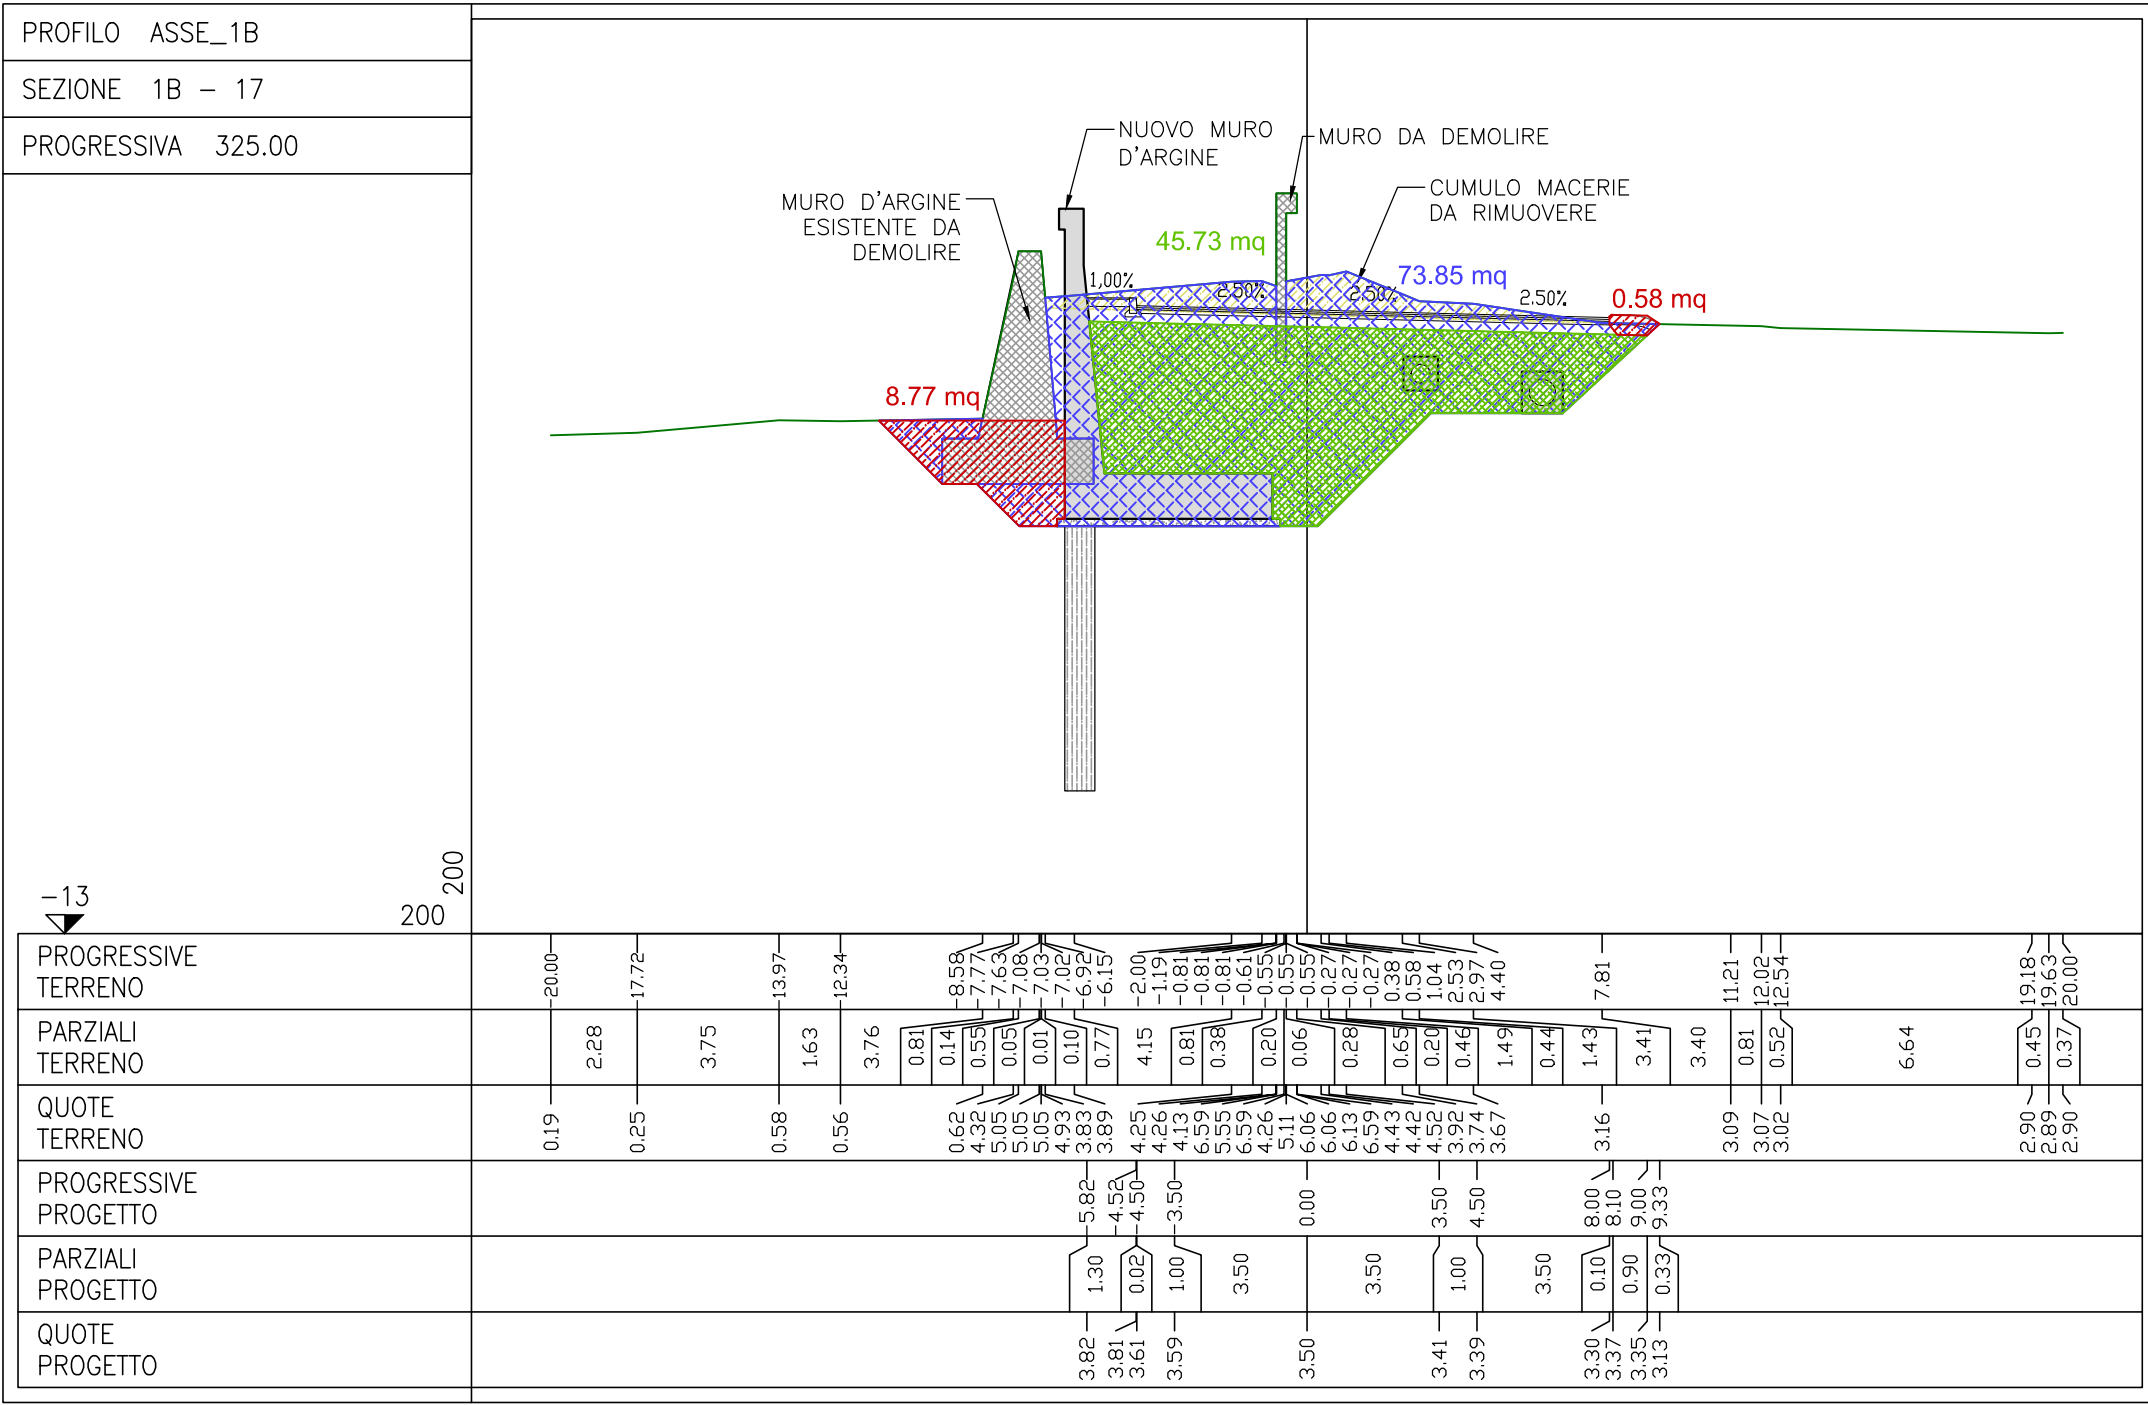 PROFILO ASSE_1B
SEZIONE 1B - 17
PROGRESSIVA 325.00
NUOVO MURO
D'ARGINE
MURO DA DEMOLIRE
MURO D'ARGINE
ESISTENTE DA
DEMOLIRE
CUMULO MACERIE
DA RIMUOVERE
45.73 mq
73.85 mq
0.58 mq
8.77 mq
1,00%
2.50%
2.50%
2.50%
-13
200
200
PROGRESSIVE
TERRENO
-20.00 -17.72 -13.97 -12.34 -8.58 -7.77 -7.63 -7.08 -7.03 -7.02 -6.92 -6.15 -2.00 -1.19 -0.81 -0.81 -0.81 -0.61 -0.55 -0.55 -0.55 -0.27 -0.27 -0.27 0.38 0.58 1.04 2.53 2.97 4.40 7.81 11.21 12.02 12.54 19.18 19.63 20.00
PARZIALI
TERRENO
2.28 3.75 1.63 3.76 0.81 0.14 0.55 0.05 0.01 0.10 0.77 4.15 0.81 0.38 0.20 0.06 0.28 0.65 0.20 0.46 1.49 0.44 1.43 3.41 3.40 0.81 0.52 6.64 0.45 0.37
QUOTE
TERRENO
0.19 0.25 0.58 0.56 0.62 4.32 5.05 5.05 5.05 4.93 3.83 3.89 4.25 4.26 4.13 6.59 5.55 6.59 4.26 5.11 6.06 6.06 6.13 6.59 4.43 4.42 4.52 3.92 3.74 3.67 3.16 3.09 3.07 3.02 2.90 2.89 2.90
PROGRESSIVE
PROGETTO
-5.82 -4.52 -4.50 -3.50 0.00 3.50 4.50 8.00 8.10 9.00 9.33
PARZIALI
PROGETTO
1.30 0.02 1.00 3.50 3.50 1.00 3.50 0.10 0.90 0.33
QUOTE
PROGETTO
3.82 3.81 3.61 3.59 3.50 3.41 3.39 3.30 3.37 3.35 3.13